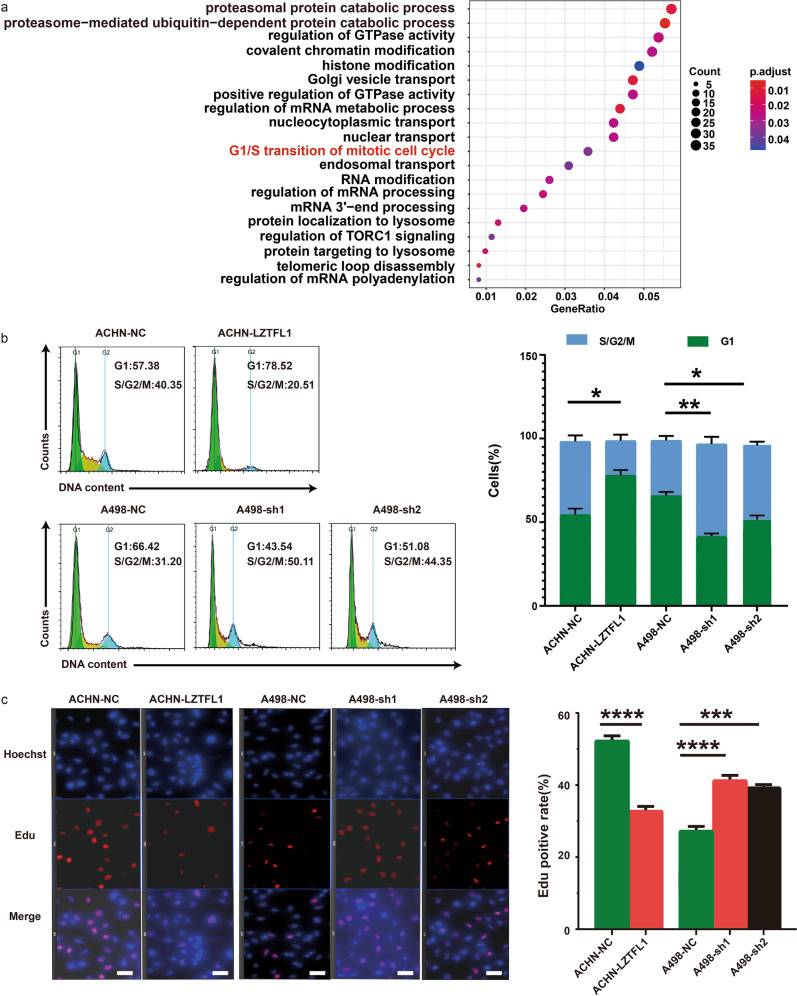 a
proteasomal protein catabolic process
proteasome−mediated ubiquitin−dependent protein catabolic process
regulation of GTPase activity
covalent chromatin modification
histone modification
Golgi vesicle transport
positive regulation of GTPase activity
regulation of mRNA metabolic process
nucleocytoplasmic transport
nuclear transport
G1/S transition of mitotic cell cycle
endosomal transport
RNA modification
regulation of mRNA processing
mRNA 3'−end processing
protein localization to lysosome
regulation of TORC1 signaling
protein targeting to lysosome
telomeric loop disassembly
regulation of mRNA polyadenylation
0.01 0.02 0.03 0.04 0.05
GeneRatio
Count
5
10
15
20
25
30
35
p.adjust
0.01
0.02
0.03
0.04
b
ACHN-NC
ACHN-LZTFL1
G1 G2
G1:57.38
S/G2/M:40.35
G1 G2
G1:78.52
S/G2/M:20.51
Counts
DNA content
A498-NC
A498-sh1
A498-sh2
G1 G2
G1:66.42
S/G2/M:31.20
G1 G2
G1:43.54
S/G2/M:50.11
G1 G2
G1:51.08
S/G2/M:44.35
Counts
DNA content
S/G2/M
G1
Cells(%)
150
100
50
0
*
*
**
ACHN-NC
ACHN-LZTFL1
A498-NC
A498-sh1
A498-sh2
c
ACHN-NC
ACHN-LZTFL1
A498-NC
A498-sh1
A498-sh2
Hoechst
Edu
Merge
Edu poitive rate(%)
60
40
20
0
****
***
****
ACHN-NC
ACHN-LZTFL1
A498-NC
A498-sh1
A498-sh2